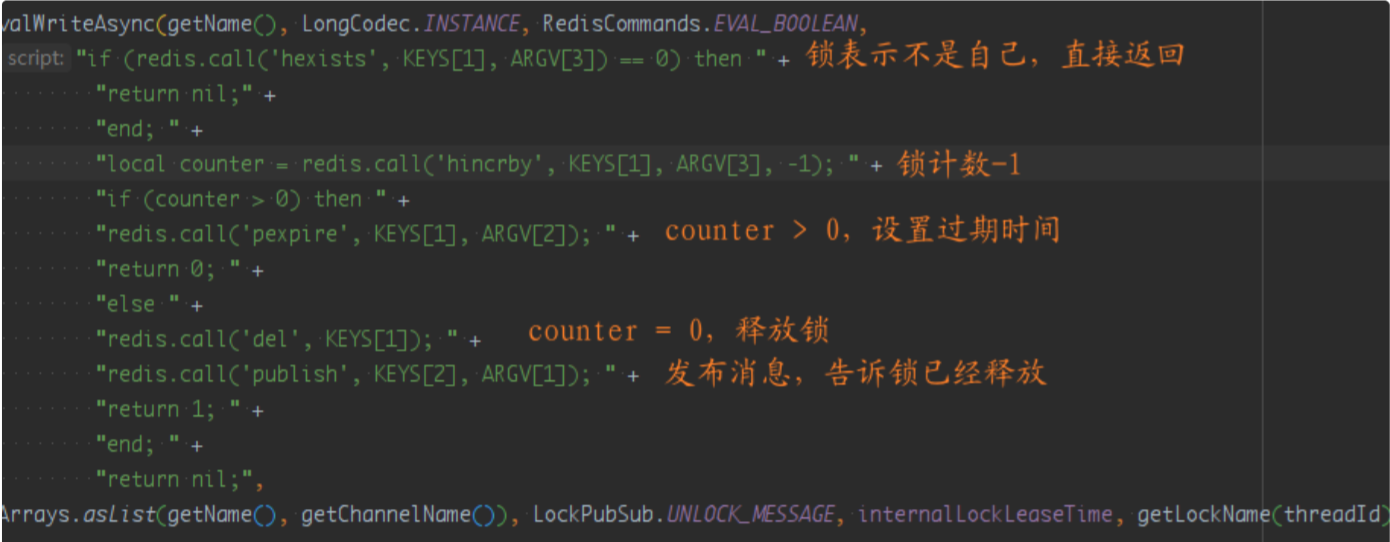 valWriteAsync(getName(), LongCodec.INSTANCE, RedisCommands.EVAL_BOOLEAN,
script: "if (redis.call('hexists', KEYS[1], ARGV[3]) == 0) then " + 锁表示不是自己，直接返回
"return nil;" +
"end; " +
"local counter = redis.call('hincrby', KEYS[1], ARGV[3], -1); " + 锁计数-1
"if (counter > 0) then " +
"redis.call('pexpire', KEYS[1], ARGV[2]); " + counter > 0，设置过期时间
"return 0; " +
"else " +
"redis.call('del', KEYS[1]); " + counter = 0，释放锁
"redis.call('publish', KEYS[2], ARGV[1]); " + 发布消息，告诉锁已经释放
"return 1; " +
"end; " +
"return nil;",
Arrays.asList(getName(), getChannelName()), LockPubSub.UNLOCK_MESSAGE, internalLockLeaseTime, getLockName(threadId)